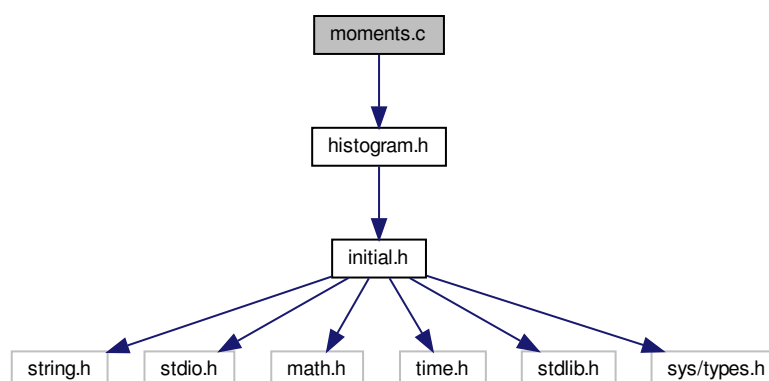 moments.c
histogram.h
initial.h
string.h stdio.h math.h time.h stdlib.h sys/types.h